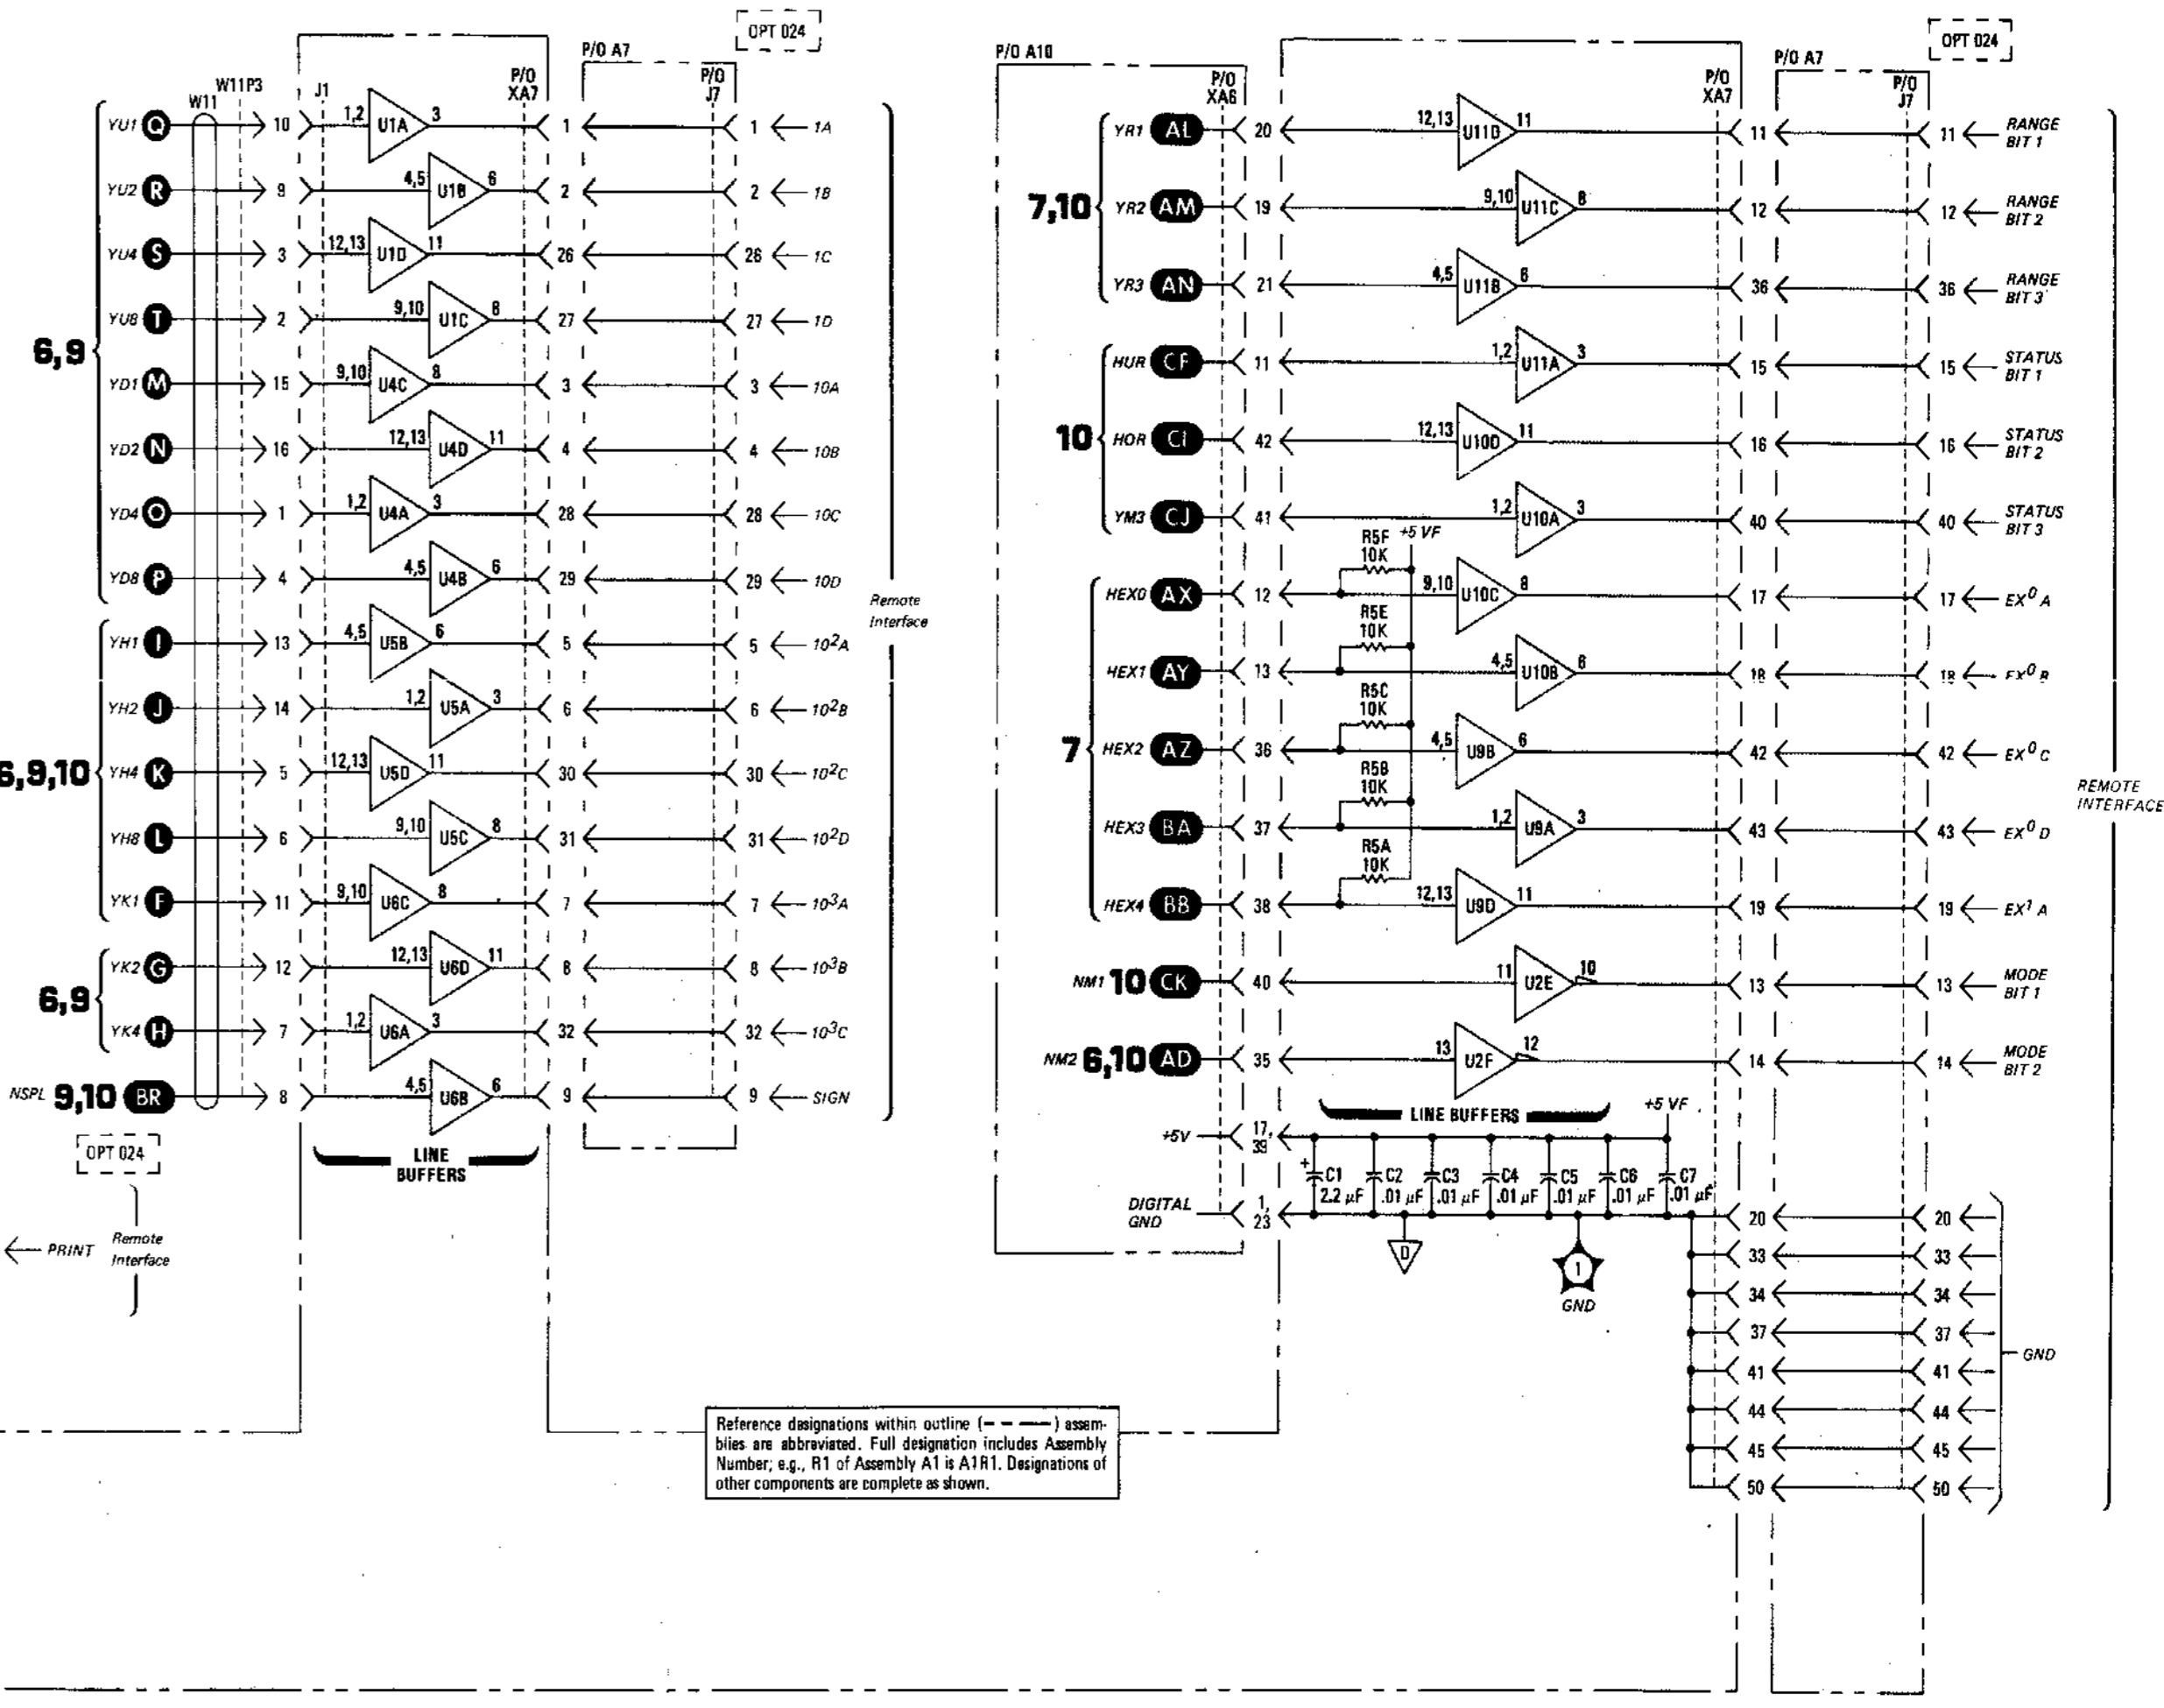 OPT 024
P/O A7
P/O XA7
P/O J7
W11 W11P3 J1
YU1 Q 10 1,2 U1A 3 1 1 1A
YU2 R 9 4,5 U1B 6 2 2 1B
YU4 S 3 12,13 U1D 11 26 26 1C
YU8 T 2 9,10 U1C 8 27 27 1D
6,9
YD1 M 15 9,10 U4C 8 3 3 10A
YD2 N 16 12,13 U4D 11 4 4 10B
YD4 O 1 1,2 U4A 3 28 28 10C
YD8 P 4 4,5 U4B 6 29 29 10D
Remote Interface
YH1 I 13 4,5 U5B 6 5 5 10²A
YH2 J 14 1,2 U5A 3 6 6 10²B
6,9,10
YH4 K 5 12,13 U5D 11 30 30 10²C
YH8 L 6 9,10 U5C 8 31 31 10²D
YK1 F 11 9,10 U6C 8 7 7 10³A
6,9
YK2 G 12 12,13 U6D 11 8 8 10³B
YK4 H 7 1,2 U6A 3 32 32 10³C
NSPL 9,10 BR 8 4,5 U6B 6 9 9 SIGN
OPT 024
LINE BUFFERS
PRINT Remote Interface
P/O A10
P/O XA6
P/O XA7
P/O A7
P/O J7
OPT 024
7,10
YR1 AL 20 12,13 U11D 11 11 11 RANGE BIT 1
YR2 AM 19 9,10 U11C 8 12 12 RANGE BIT 2
YR3 AN 21 4,5 U11B 6 36 36 RANGE BIT 3
10
HUR CF 11 1,2 U11A 3 15 15 STATUS BIT 1
HOR CI 42 12,13 U10D 11 16 16 STATUS BIT 2
YM3 CJ 41 1,2 U10A 3 40 40 STATUS BIT 3
R5F 10K +5 VF
7
HEX0 AX 12 9,10 U10C 8 17 17 EX⁰ A
R5E 10K
HEX1 AY 13 4,5 U10B 6 18 18 EX⁰ B
R5C 10K
HEX2 AZ 36 4,5 U9B 6 42 42 EX⁰ C
R5B 10K
HEX3 BA 37 1,2 U9A 3 43 43 EX⁰ D
R5A 10K
HEX4 BB 38 12,13 U9D 11 19 19 EX¹ A
REMOTE INTERFACE
NM1 10 CK 40 11 U2E 10 13 13 MODE BIT 1
NM2 6,10 AD 35 13 U2F 12 14 14 MODE BIT 2
LINE BUFFERS +5 VF
+5V 17, 39
C1 2.2 µF C2 .01 µF C3 .01 µF C4 .01 µF C5 .01 µF C6 .01 µF C7 .01 µF
DIGITAL GND 1, 23
D
1
GND
20 20
33 33
34 34
37 37
41 41
44 44
45 45
50 50
GND
Reference designations within outline (— — —) assem-
blies are abbreviated. Full designation includes Assembly
Number; e.g., R1 of Assembly A1 is A1R1. Designations of
other components are complete as shown.